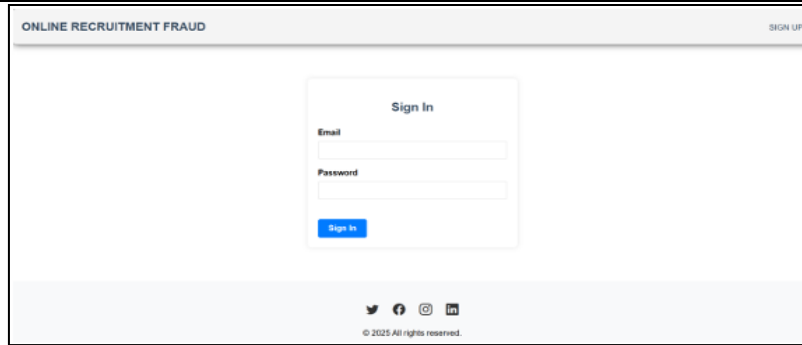 ONLINE RECRUITMENT FRAUD
SIGN UP
Sign In
Email
Password
Sign In
© 2025 All rights reserved.